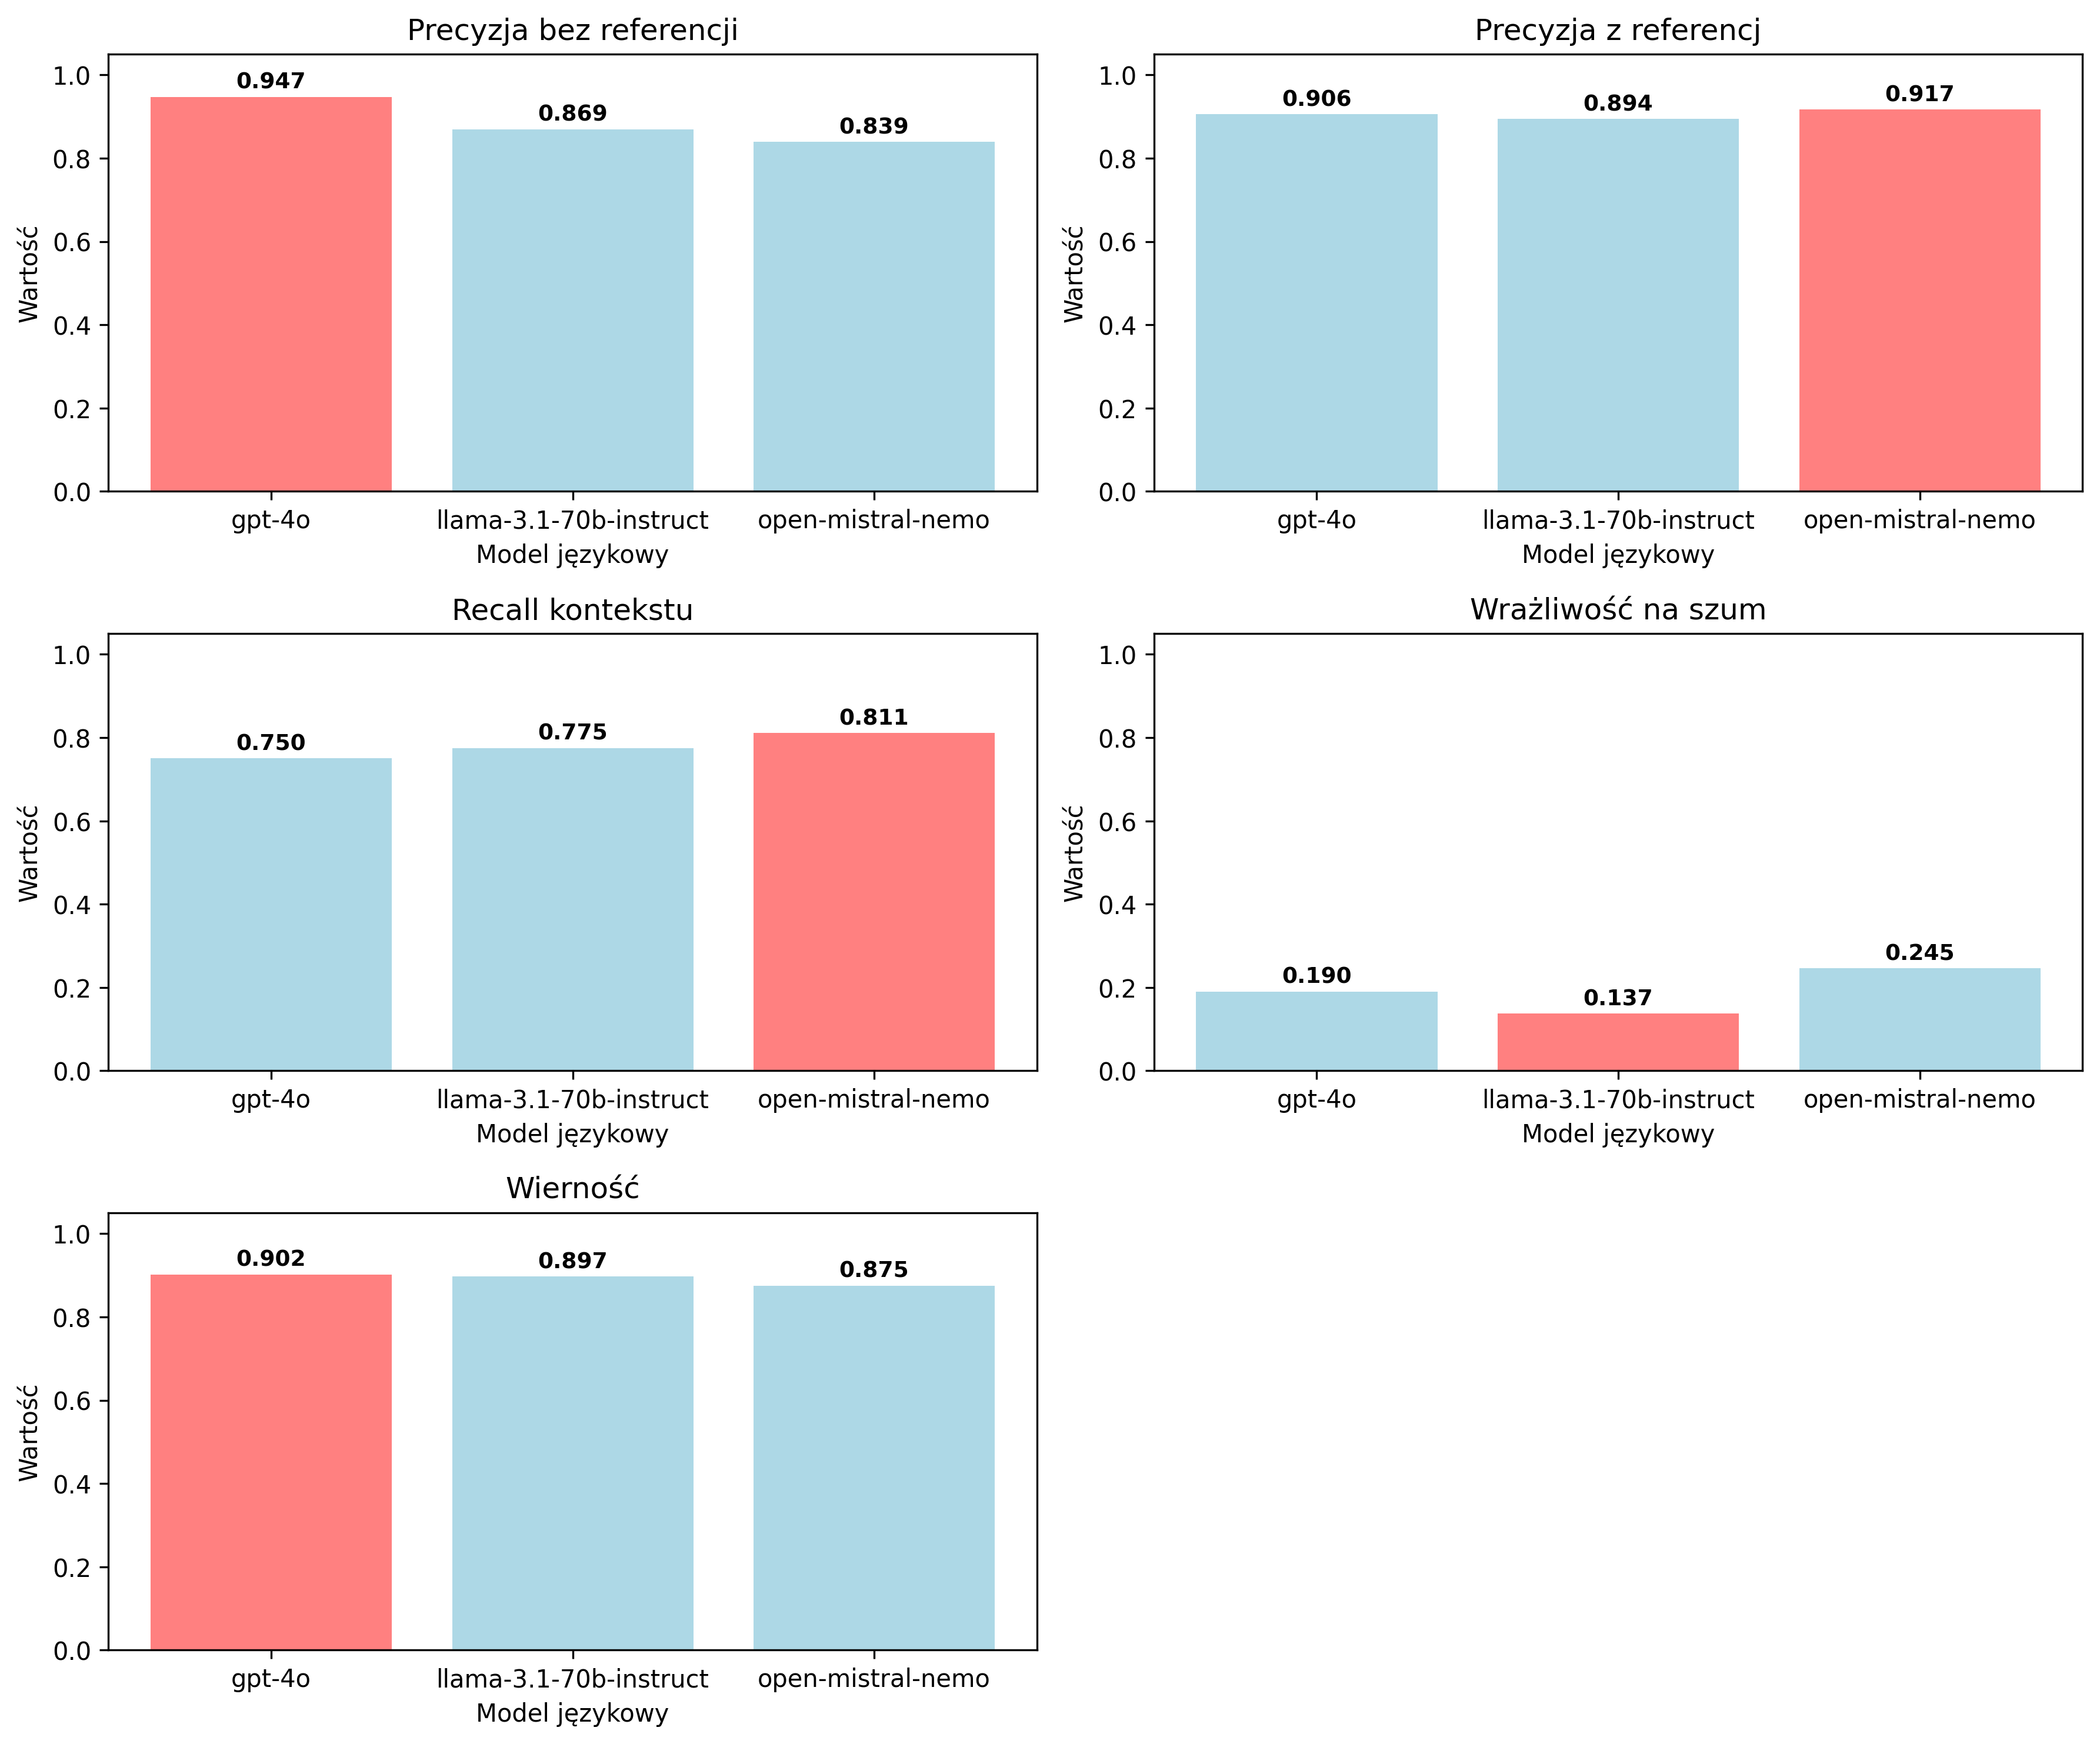 Precyzja bez referencji
Wartość
1.0
0.8
0.6
0.4
0.2
0.0
0.947
0.869
0.839
gpt-4o
llama-3.1-70b-instruct
open-mistral-nemo
Model językowy
Precyzja z referencj
Wartość
1.0
0.8
0.6
0.4
0.2
0.0
0.906
0.894
0.917
gpt-4o
llama-3.1-70b-instruct
open-mistral-nemo
Model językowy
Recall kontekstu
Wartość
1.0
0.8
0.6
0.4
0.2
0.0
0.750
0.775
0.811
gpt-4o
llama-3.1-70b-instruct
open-mistral-nemo
Model językowy
Wrażliwość na szum
Wartość
1.0
0.8
0.6
0.4
0.2
0.0
0.190
0.137
0.245
gpt-4o
llama-3.1-70b-instruct
open-mistral-nemo
Model językowy
Wierność
Wartość
1.0
0.8
0.6
0.4
0.2
0.0
0.902
0.897
0.875
gpt-4o
llama-3.1-70b-instruct
open-mistral-nemo
Model językowy